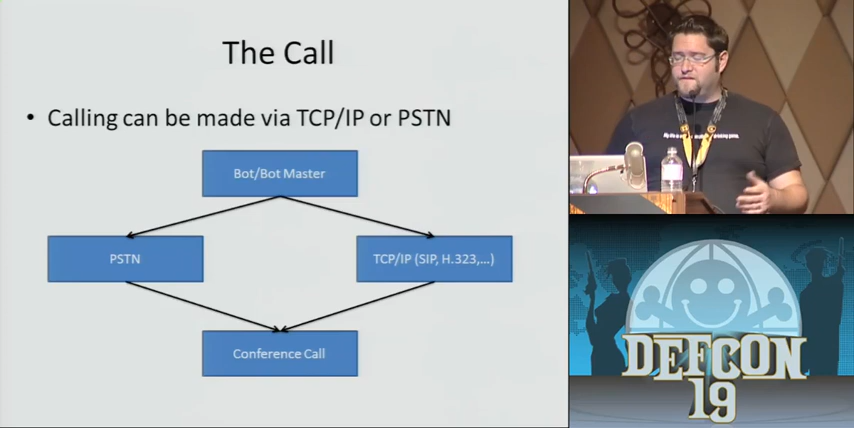 The Call
• Calling can be made via TCP/IP or PSTN
Bot/Bot Master
PSTN
TCP/IP (SIP, H.323,...)
Conference Call
DEFCON
19